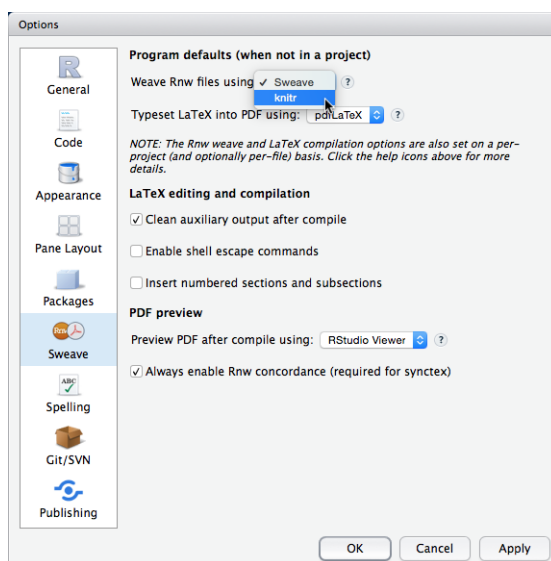 Options
General
Code
Appearance
Pane Layout
Packages
Rnw
Sweave
ABC
Spelling
Git/SVN
Publishing
Program defaults (when not in a project)
Weave Rnw files using ✓ Sweave ?
knitr
Typeset LaTeX into PDF using: pdfLaTeX ?
NOTE: The Rnw weave and LaTeX compilation options are also set on a per-
project (and optionally per-file) basis. Click the help icons above for more
details.
LaTeX editing and compilation
✓ Clean auxiliary output after compile
Enable shell escape commands
Insert numbered sections and subsections
PDF preview
Preview PDF after compile using: RStudio Viewer ?
✓ Always enable Rnw concordance (required for synctex)
OK Cancel Apply